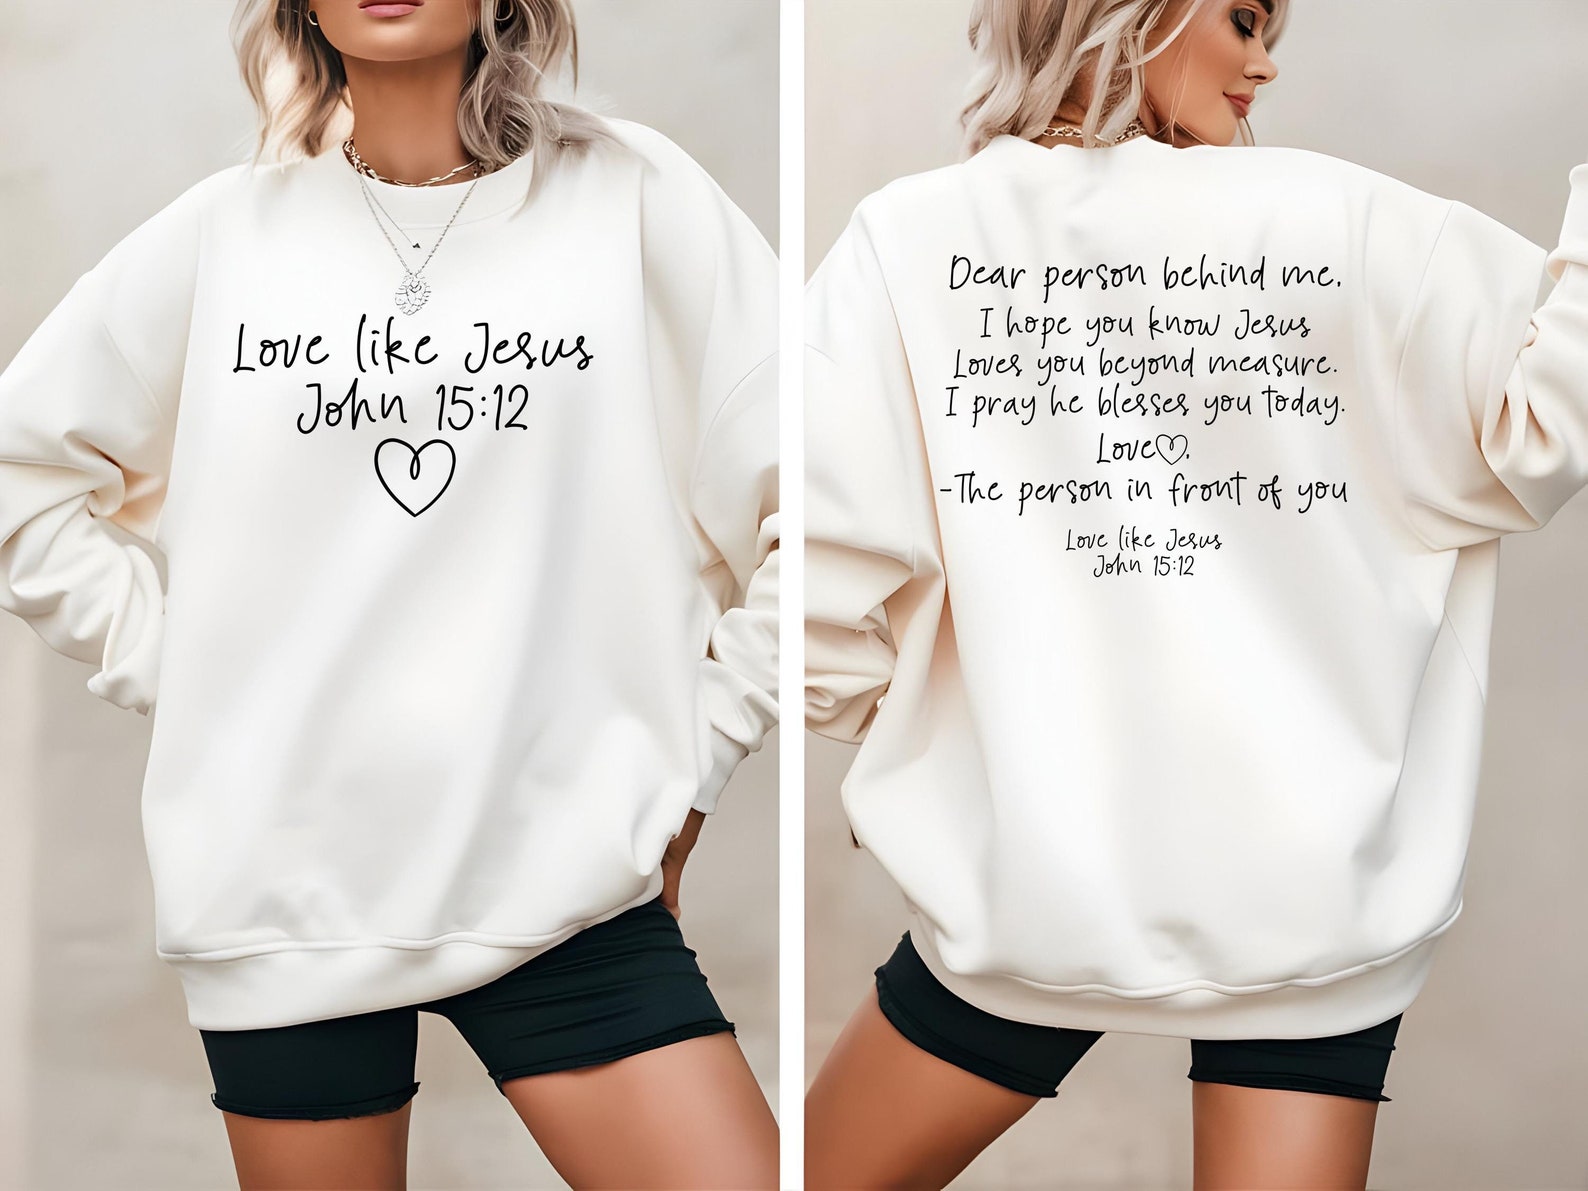 Love like Jesus
John 15:12
Dear person behind me,
I hope you know Jesus
Loves you beyond measure.
I pray he blesses you today.
Love♡,
-The person in front of you
Love like Jesus
John 15:12